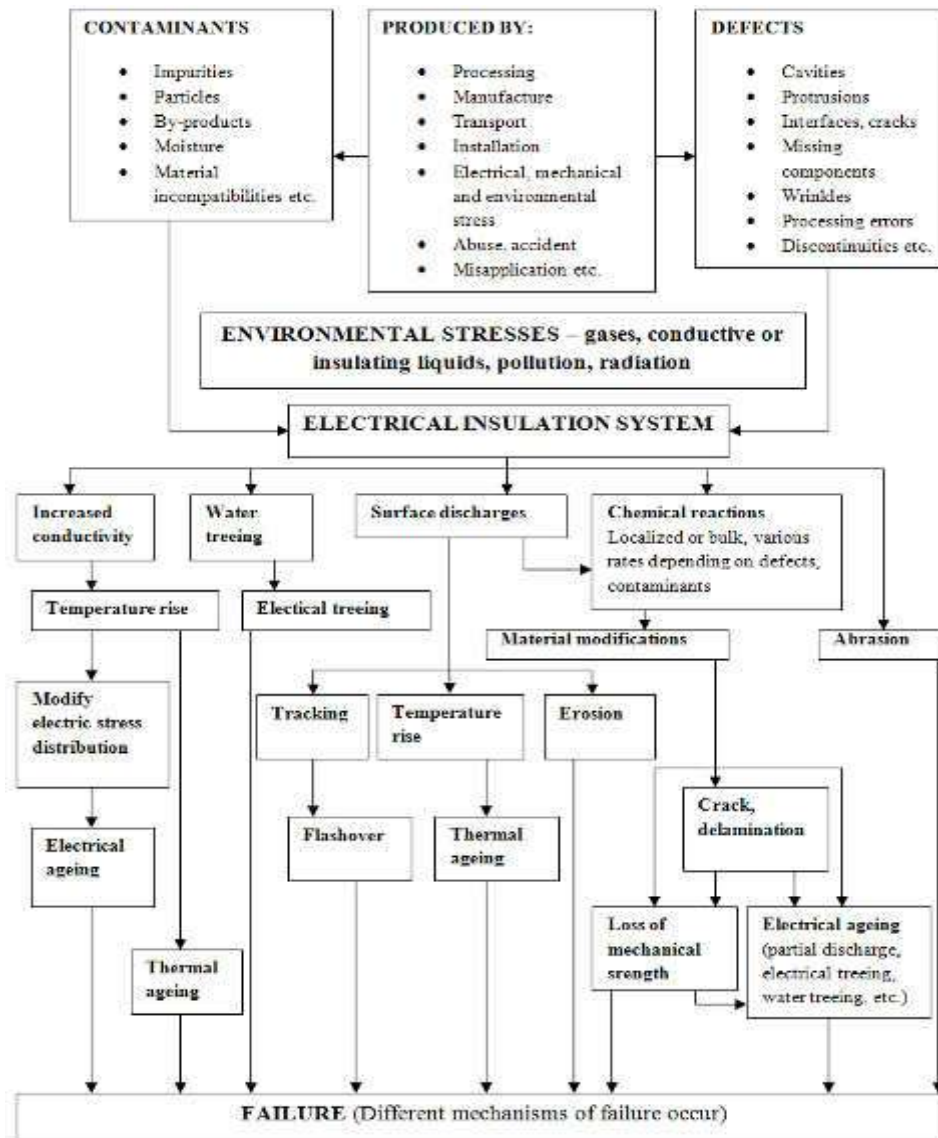 CONTAMINANTS
• Impurities
• Particles
• By-products
• Moisture
• Material
incompatibilities etc.
PRODUCED BY:
• Processing
• Manufacture
• Transport
• Installation
• Electrical, mechanical
and environmental
stress
• Abuse, accident
• Misapplication etc.
DEFECTS
• Cavities
• Protrusions
• Interfaces, cracks
• Missing
components
• Wrinkles
• Processing errors
• Discontinuities etc.
ENVIRONMENTAL STRESSES – gases, conductive or
insulating liquids, pollution, radiation
ELECTRICAL INSULATION SYSTEM
Increased
conductivity
Water
treeing
Surface discharges
Chemical reactions
Localized or bulk, various
rates depending on defects,
contaminants
Temperature rise
Electical treeing
Material modifications
Abrasion
Modify
electric stress
distribution
Tracking
Temperature
rise
Erosion
Crack,
delamination
Electrical
ageing
Flashover
Thermal
ageing
Loss of
mechanical
srength
Electrical ageing
(partial discharge,
electrical treeing,
water treeing, etc.)
Thermal
ageing
FAILURE (Different mechanisms of failure occur)